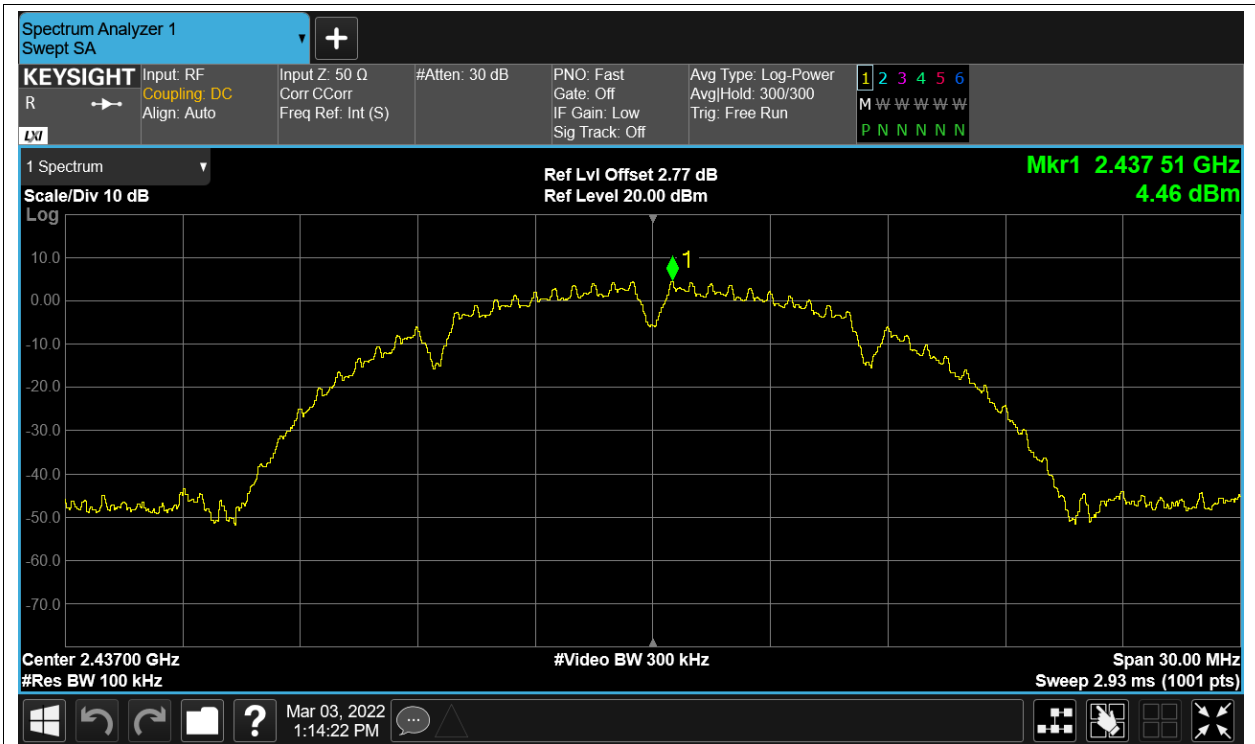 Spectrum Analyzer 1
Swept SA
KEYSIGHT
R
LXI
Input: RF
Coupling: DC
Align: Auto
Input Z: 50 Ω
Corr CCorr
Freq Ref: Int (S)
#Atten: 30 dB
PNO: Fast
Gate: Off
IF Gain: Low
Sig Track: Off
Avg Type: Log-Power
Avg|Hold: 300/300
Trig: Free Run
1 2 3 4 5 6
M W W W W W
P N N N N N
1 Spectrum
Scale/Div 10 dB
Log
Ref Lvl Offset 2.77 dB
Ref Level 20.00 dBm
Mkr1 2.437 51 GHz
4.46 dBm
1
10.0
0.00
-10.0
-20.0
-30.0
-40.0
-50.0
-60.0
-70.0
Center 2.43700 GHz
#Res BW 100 kHz
#Video BW 300 kHz
Span 30.00 MHz
Sweep 2.93 ms (1001 pts)
?
Mar 03, 2022
1:14:22 PM